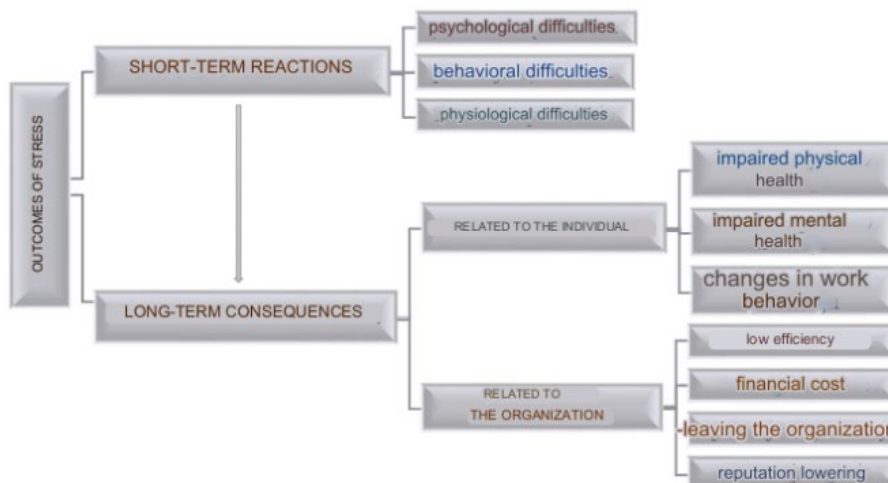 OUTCOMES OF STRESS
SHORT-TERM REACTIONS
psychological difficulties
behavioral difficulties
physiological difficulties
LONG-TERM CONSEQUENCES
RELATED TO THE INDIVIDUAL
impaired physical
health
impaired mental
health
changes in work
behavior
RELATED TO
THE ORGANIZATION
low efficiency
financial cost
-leaving the organization
reputation lowering